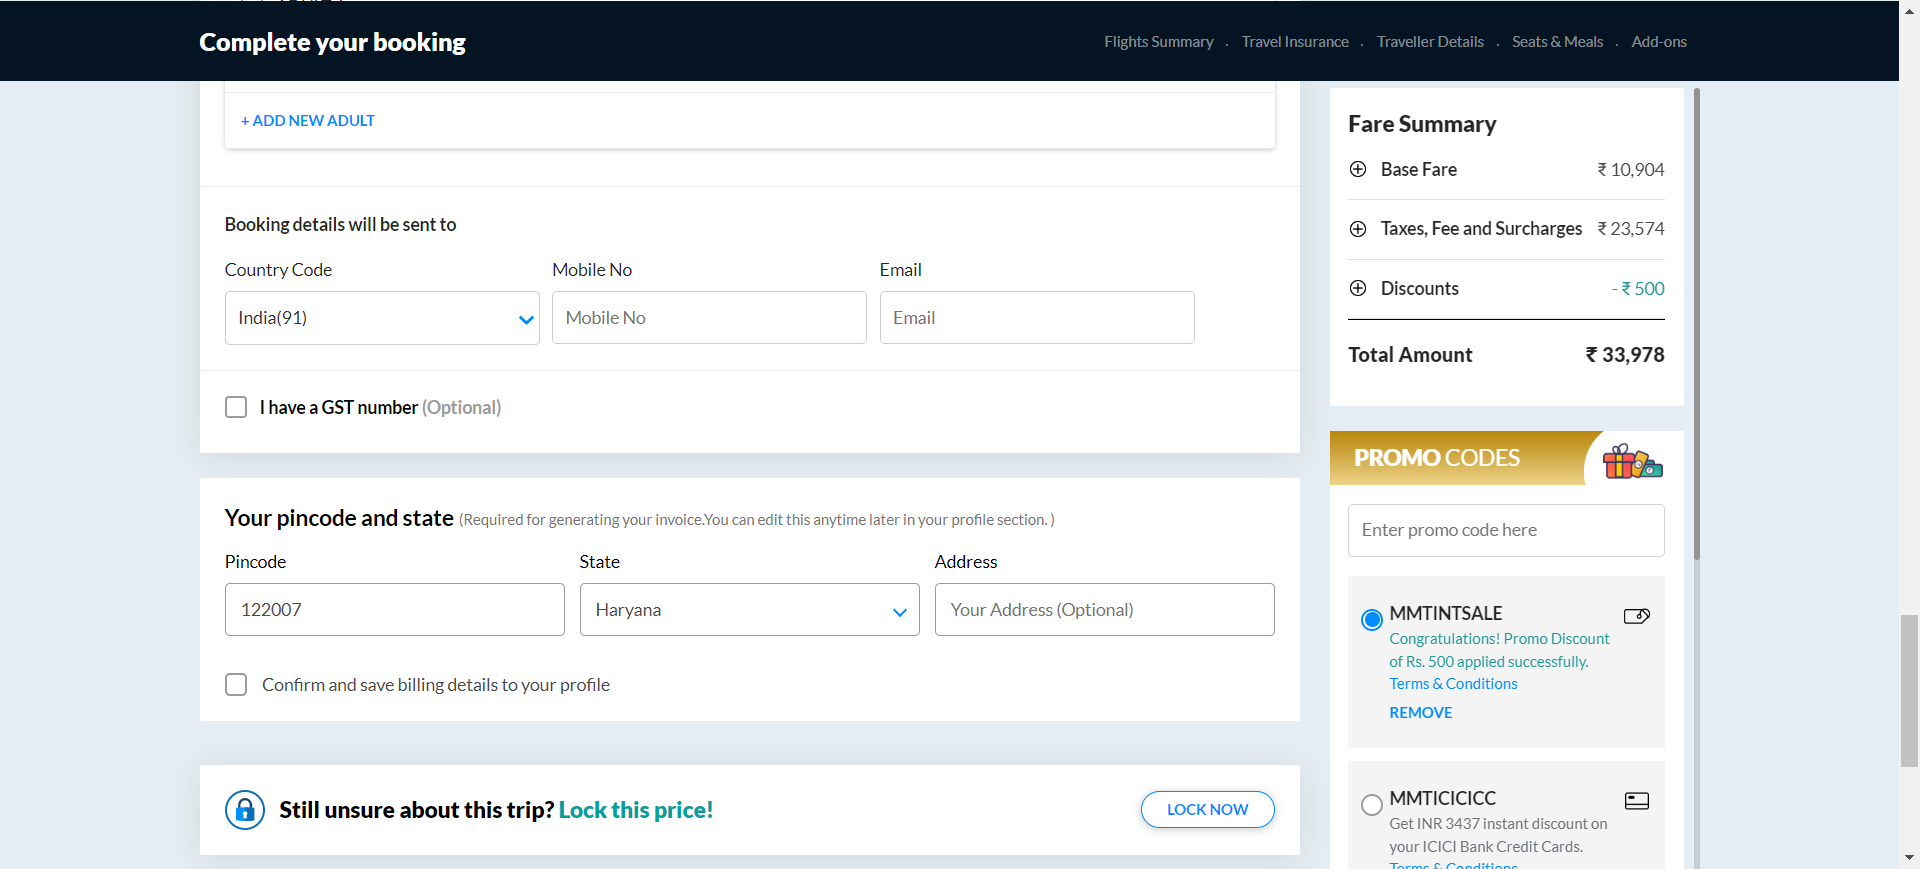 Complete your booking
Flights Summary . Travel Insurance . Traveller Details . Seats & Meals . Add-ons
+ ADD NEW ADULT
Booking details will be sent to
Country Code
Mobile No
Email
India(91)
Mobile No
Email
I have a GST number (Optional)
Your pincode and state (Required for generating your invoice.You can edit this anytime later in your profile section. )
Pincode
State
Address
122007
Haryana
Your Address (Optional)
Confirm and save billing details to your profile
Still unsure about this trip? Lock this price!
LOCK NOW
Fare Summary
Base Fare ₹ 10,904
Taxes, Fee and Surcharges ₹ 23,574
Discounts - ₹ 500
Total Amount ₹ 33,978
PROMO CODES
Enter promo code here
MMTINTSALE
Congratulations! Promo Discount
of Rs. 500 applied successfully.
Terms & Conditions
REMOVE
MMTICICICC
Get INR 3437 instant discount on
your ICICI Bank Credit Cards.
Terms & Conditions